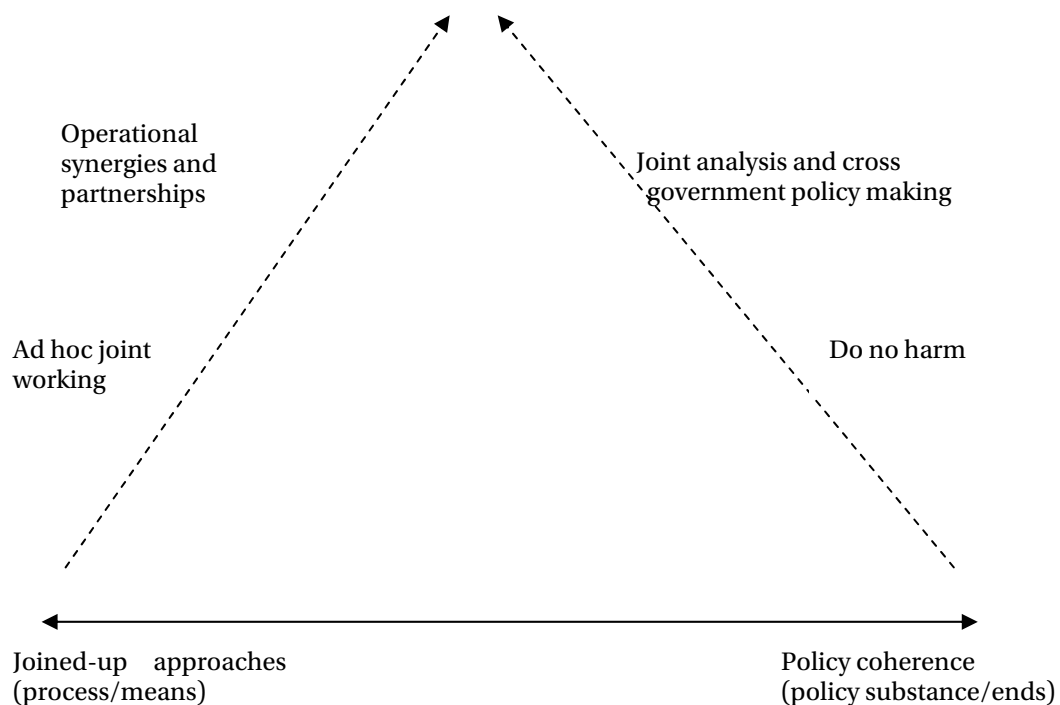 Operational
synergies and
partnerships
Joint analysis and cross
government policy making
Ad hoc joint
working
Do no harm
Joined-up approaches
(process/means)
Policy coherence
(policy substance/ends)